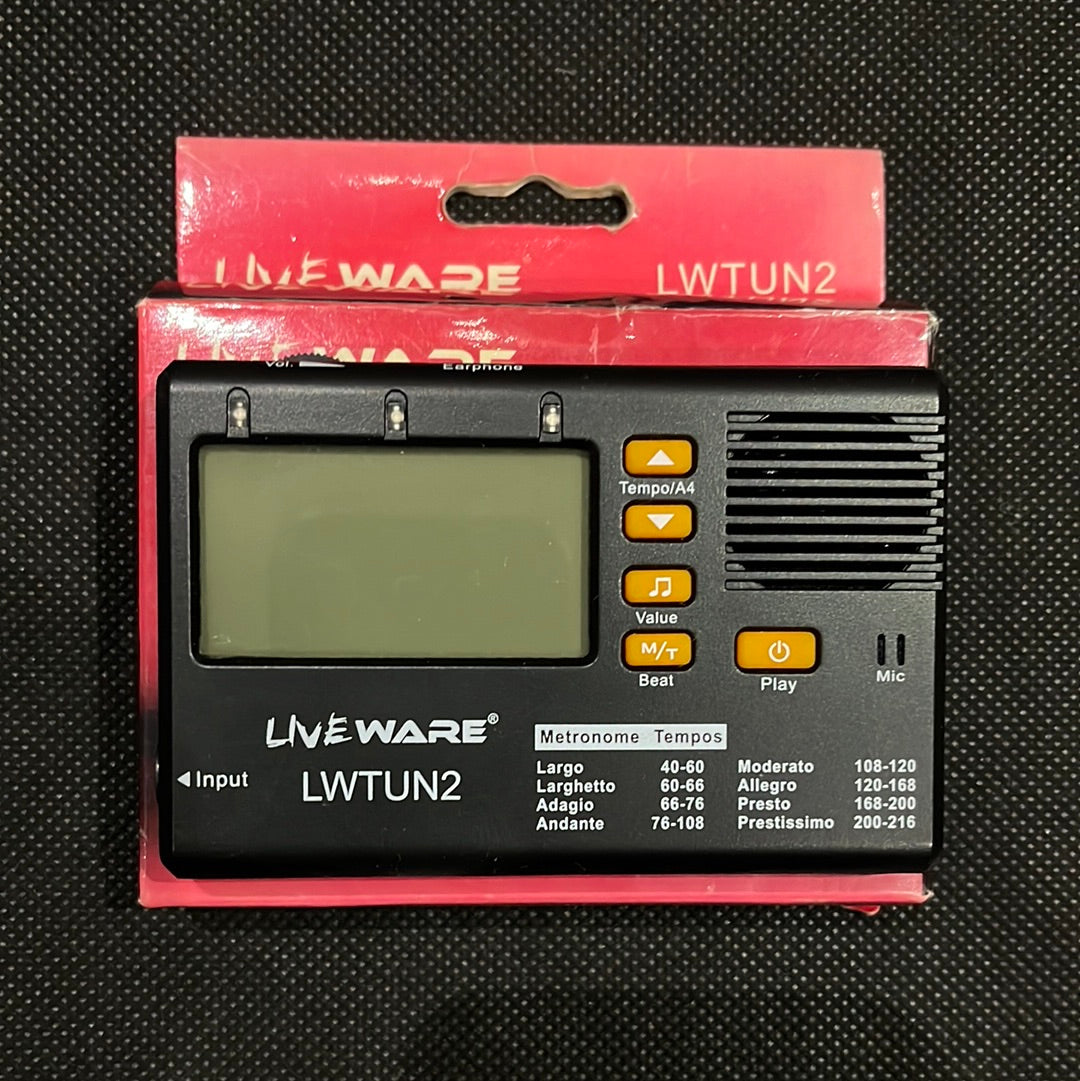 LIVEWARE LWTUN2
LIVEWARE
Vol. Earphone
Tempo/A4
Value
M/T
Beat
Play
Mic
LIVEWARE®
Input
LWTUN2
Metronome Tempos
Largo 40-60 Moderato 108-120
Larghetto 60-66 Allegro 120-168
Adagio 66-76 Presto 168-200
Andante 76-108 Prestissimo 200-216